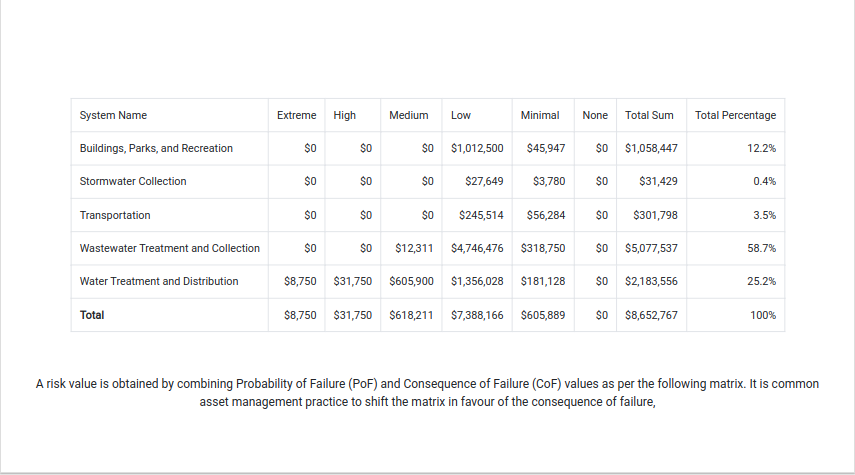 System Name Extreme High Medium Low Minimal None Total Sum Total Percentage
Buildings, Parks, and Recreation $0 $0 $0 $1,012,500 $45,947 $0 $1,058,447 12.2%
Stormwater Collection $0 $0 $0 $27,649 $3,780 $0 $31,429 0.4%
Transportation $0 $0 $0 $245,514 $56,284 $0 $301,798 3.5%
Wastewater Treatment and Collection $0 $0 $12,311 $4,746,476 $318,750 $0 $5,077,537 58.7%
Water Treatment and Distribution $8,750 $31,750 $605,900 $1,356,028 $181,128 $0 $2,183,556 25.2%
Total $8,750 $31,750 $618,211 $7,388,166 $605,889 $0 $8,652,767 100%
A risk value is obtained by combining Probability of Failure (PoF) and Consequence of Failure (CoF) values as per the following matrix. It is common
asset management practice to shift the matrix in favour of the consequence of failure,